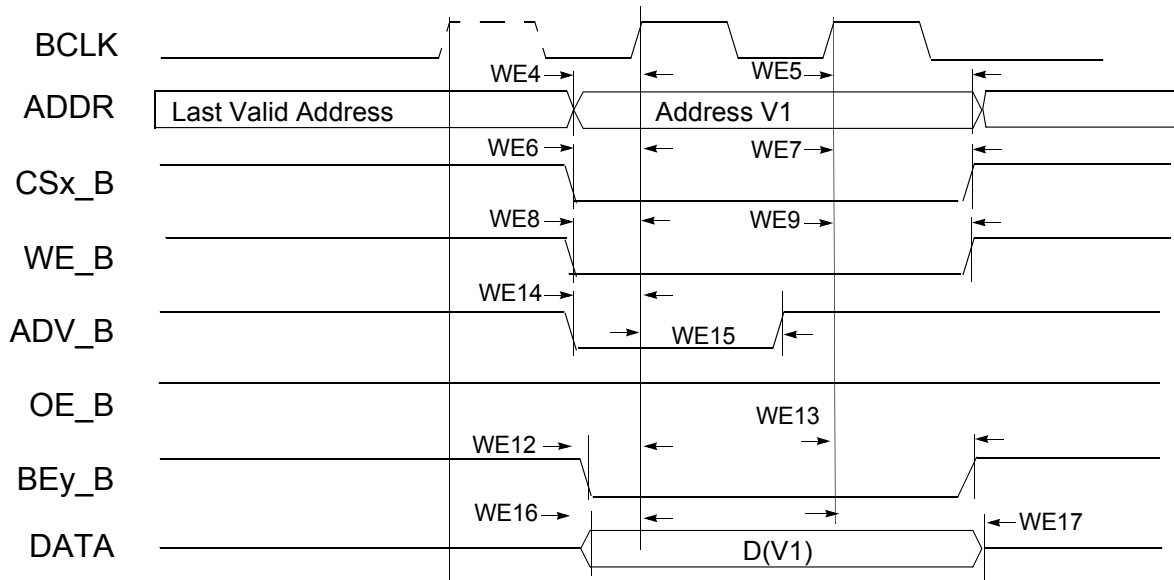 BCLK
WE4 WE5
ADDR Last Valid Address Address V1
WE6 WE7
CSx_B
WE8 WE9
WE_B
WE14
ADV_B WE15
OE_B
WE13
WE12
BEy_B
WE16 WE17
DATA D(V1)